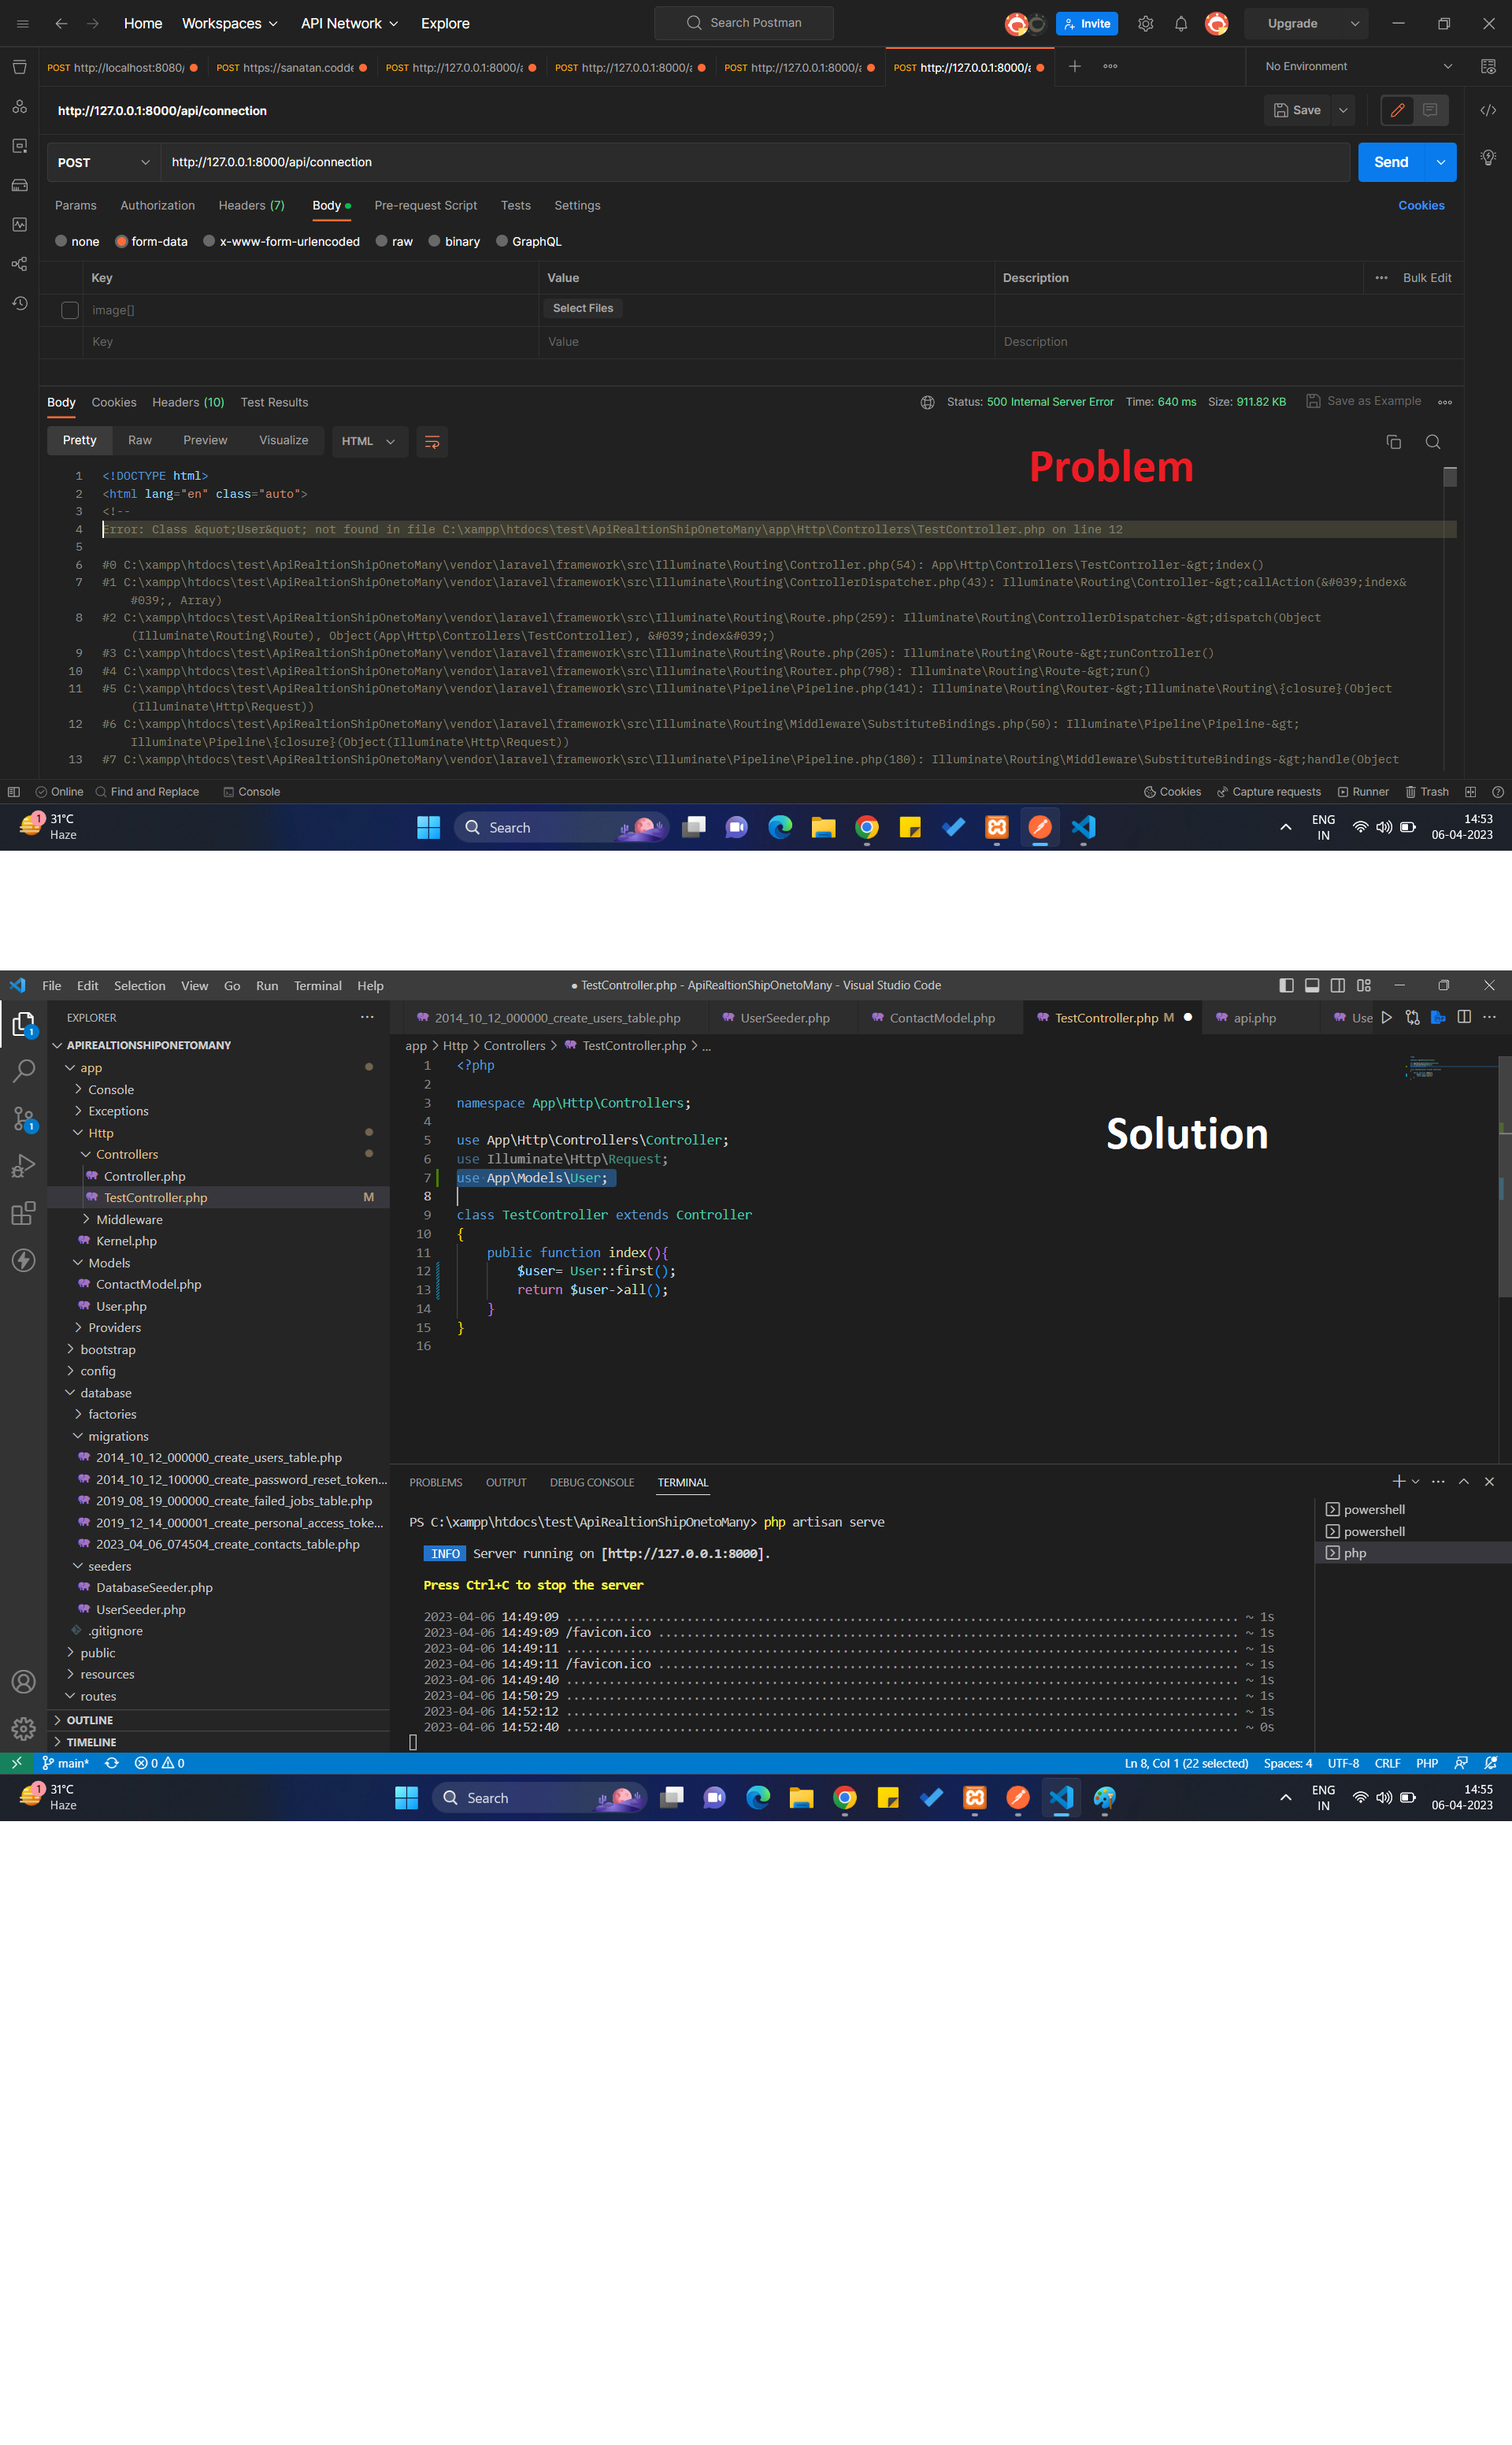 Home Workspaces API Network Explore Search Postman Invite Upgrade
POST http://localhost:8080/ POST https://sanatan.codde POST http://127.0.0.1:8000/a POST http://127.0.0.1:8000/a POST http://127.0.0.1:8000/a POST http://127.0.0.1:8000/a No Environment
http://127.0.0.1:8000/api/connection Save
POST http://127.0.0.1:8000/api/connection Send
Params Authorization Headers (7) Body Pre-request Script Tests Settings Cookies
none form-data x-www-form-urlencoded raw binary GraphQL
Key Value Description Bulk Edit
image[] Select Files
Key Value Description
Body Cookies Headers (10) Test Results Status: 500 Internal Server Error Time: 640 ms Size: 911.82 KB Save as Example
Pretty Raw Preview Visualize HTML
Problem
1 <!DOCTYPE html>
2 <html lang="en" class="auto">
3 <!--
4 Error: Class &quot;User&quot; not found in file C:\xampp\htdocs\test\ApiRealtionShipOnetoMany\app\Http\Controllers\TestController.php on line 12
5
6 #0 C:\xampp\htdocs\test\ApiRealtionShipOnetoMany\vendor\laravel\framework\src\Illuminate\Routing\Controller.php(54): App\Http\Controllers\TestController-&gt;index()
7 #1 C:\xampp\htdocs\test\ApiRealtionShipOnetoMany\vendor\laravel\framework\src\Illuminate\Routing\ControllerDispatcher.php(43): Illuminate\Routing\Controller-&gt;callAction(&#039;index&
#039;, Array)
8 #2 C:\xampp\htdocs\test\ApiRealtionShipOnetoMany\vendor\laravel\framework\src\Illuminate\Routing\Route.php(259): Illuminate\Routing\ControllerDispatcher-&gt;dispatch(Object
(Illuminate\Routing\Route), Object(App\Http\Controllers\TestController), &#039;index&#039;)
9 #3 C:\xampp\htdocs\test\ApiRealtionShipOnetoMany\vendor\laravel\framework\src\Illuminate\Routing\Route.php(205): Illuminate\Routing\Route-&gt;runController()
10 #4 C:\xampp\htdocs\test\ApiRealtionShipOnetoMany\vendor\laravel\framework\src\Illuminate\Routing\Router.php(798): Illuminate\Routing\Route-&gt;run()
11 #5 C:\xampp\htdocs\test\ApiRealtionShipOnetoMany\vendor\laravel\framework\src\Illuminate\Pipeline\Pipeline.php(141): Illuminate\Routing\Router-&gt;Illuminate\Routing\{closure}(Object
(Illuminate\Http\Request))
12 #6 C:\xampp\htdocs\test\ApiRealtionShipOnetoMany\vendor\laravel\framework\src\Illuminate\Routing\Middleware\SubstituteBindings.php(50): Illuminate\Pipeline\Pipeline-&gt;
Illuminate\Pipeline\{closure}(Object(Illuminate\Http\Request))
13 #7 C:\xampp\htdocs\test\ApiRealtionShipOnetoMany\vendor\laravel\framework\src\Illuminate\Pipeline\Pipeline.php(180): Illuminate\Routing\Middleware\SubstituteBindings-&gt;handle(Object
Online Find and Replace Console Cookies Capture requests Runner Trash
1 31°C Search ENG 14:53
Haze IN 06-04-2023
File Edit Selection View Go Run Terminal Help ● TestController.php - ApiRealtionShipOnetoMany - Visual Studio Code
EXPLORER 2014_10_12_000000_create_users_table.php UserSeeder.php ContactModel.php TestController.php M api.php Use
APIREALTIONSHIPONETOMANY
app
Console
Exceptions
Http
Controllers
Controller.php
TestController.php M
Middleware
Kernel.php
Models
ContactModel.php
User.php
Providers
bootstrap
config
database
factories
migrations
2014_10_12_000000_create_users_table.php
2014_10_12_100000_create_password_reset_token...
2019_08_19_000000_create_failed_jobs_table.php
2019_12_14_000001_create_personal_access_toke...
2023_04_06_074504_create_contacts_table.php
seeders
DatabaseSeeder.php
UserSeeder.php
.gitignore
public
resources
routes
OUTLINE
TIMELINE
1
1
app > Http > Controllers > TestController.php > ...
1 <?php
2
3 namespace App\Http\Controllers;
4
5 use App\Http\Controllers\Controller;
6 use Illuminate\Http\Request;
7 use App\Models\User;
8
9 class TestController extends Controller
10 {
11 public function index(){
12 $user= User::first();
13 return $user->all();
14 }
15 }
16
Solution
PROBLEMS OUTPUT DEBUG CONSOLE TERMINAL
PS C:\xampp\htdocs\test\ApiRealtionShipOnetoMany> php artisan serve
INFO Server running on [http://127.0.0.1:8000].
Press Ctrl+C to stop the server
2023-04-06 14:49:09 ........ ~ 1s
2023-04-06 14:49:09 /favicon.ico ........ ~ 1s
2023-04-06 14:49:11 ........ ~ 1s
2023-04-06 14:49:11 /favicon.ico ........ ~ 1s
2023-04-06 14:49:40 ........ ~ 1s
2023-04-06 14:50:29 ........ ~ 1s
2023-04-06 14:52:12 ........ ~ 1s
2023-04-06 14:52:40 ........ ~ 0s
powershell
powershell
php
main* 0 0 Ln 8, Col 1 (22 selected) Spaces: 4 UTF-8 CRLF PHP
1 31°C Search ENG 14:55
Haze IN 06-04-2023